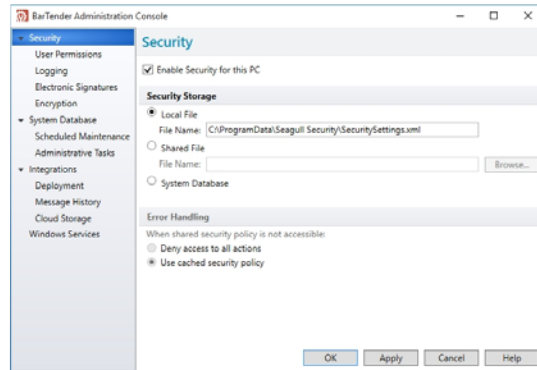 BarTender Administration Console
Security
User Permissions
Logging
Electronic Signatures
Encryption
System Database
Scheduled Maintenance
Administrative Tasks
Integrations
Deployment
Message History
Cloud Storage
Windows Services
Security
Enable Security for this PC
Security Storage
Local File
File Name: C:\ProgramData\Seagull Security\SecuritySettings.xml
Shared File
File Name: Browse...
System Database
Error Handling
When shared security policy is not accessible:
Deny access to all actions
Use cached security policy
OK Apply Cancel Help